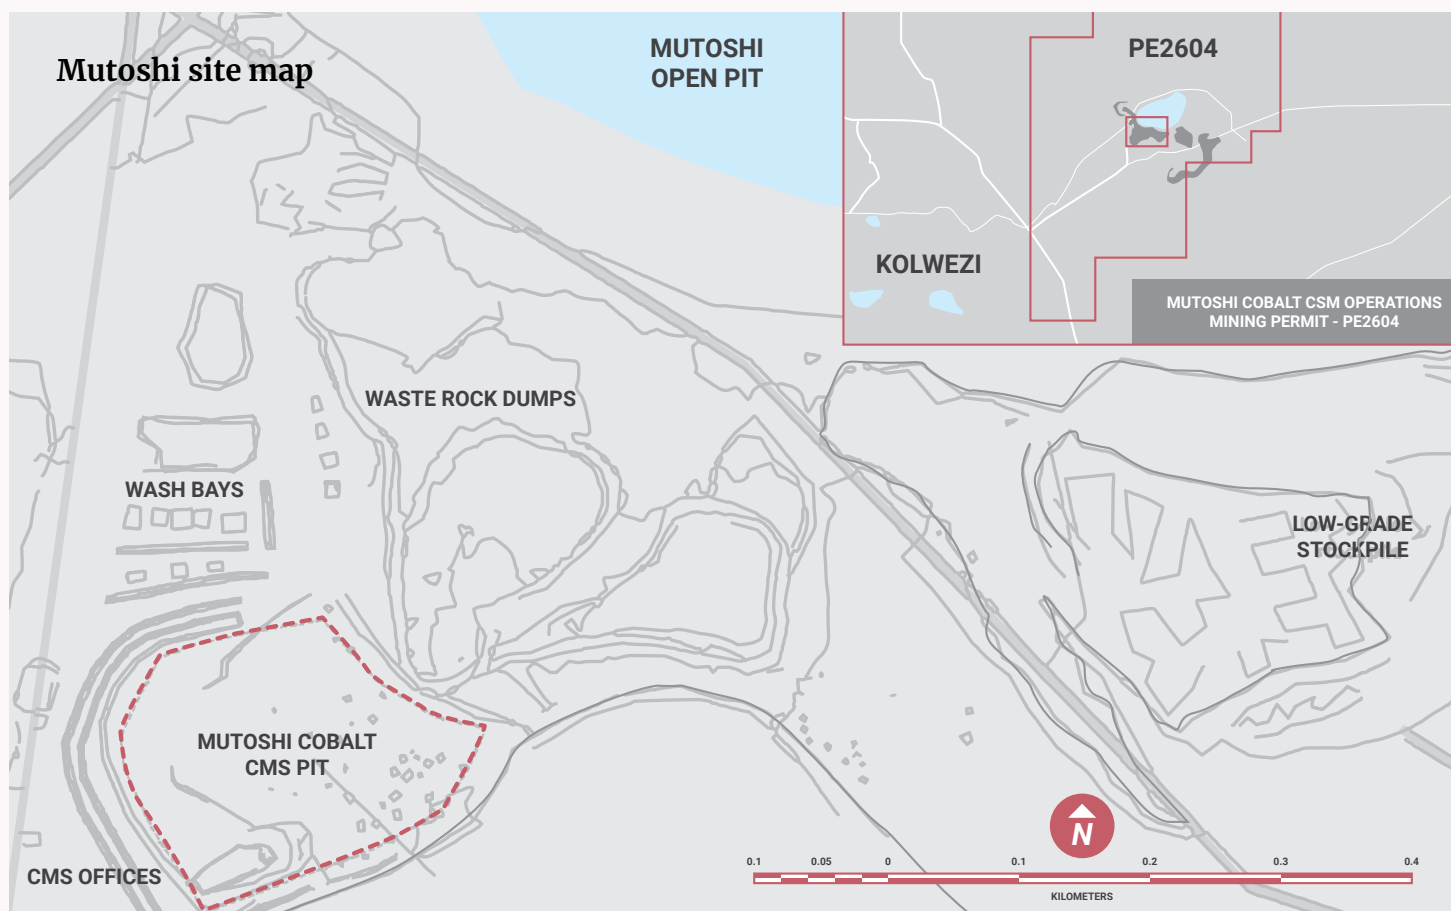 Mutoshi site map
MUTOSHI
OPEN PIT
PE2604
KOLWEZI
MUTOSHI COBALT CSM OPERATIONS
MINING PERMIT - PE2604
WASTE ROCK DUMPS
WASH BAYS
LOW-GRADE
STOCKPILE
MUTOSHI COBALT
CMS PIT
CMS OFFICES
N
0.1 0.05 0 0.1 0.2 0.3 0.4
KILOMETERS